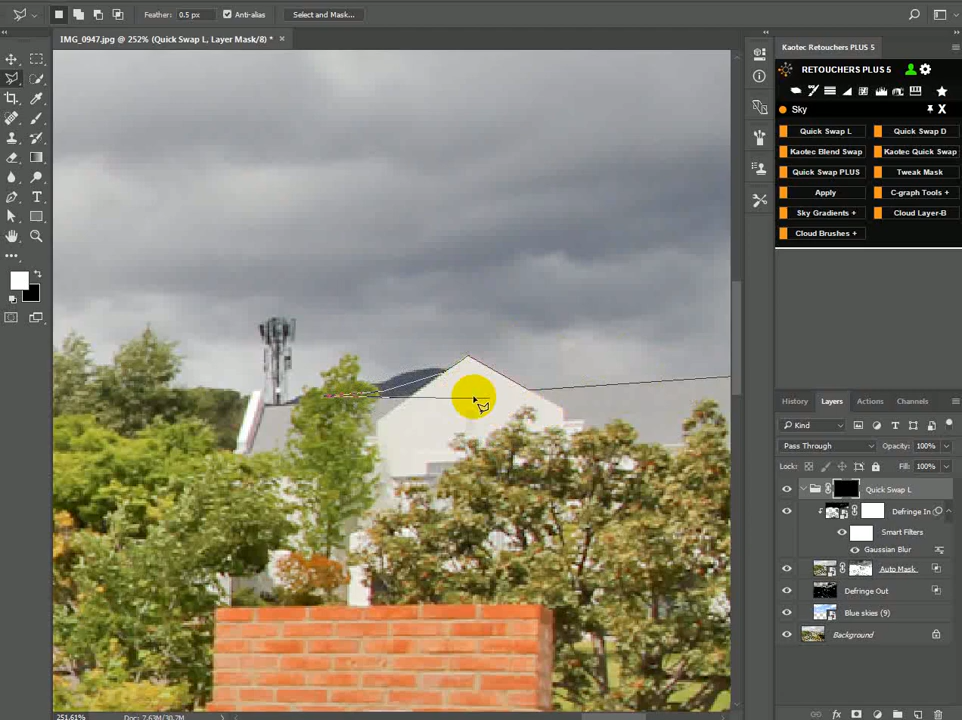 Feather: 0.5 px Anti-alias Select and Mask...
IMG_0947.jpg @ 252% (Quick Swap L, Layer Mask/8) *
Kaotec Retouchers PLUS 5
RETOUCHERS PLUS 5
Sky
Quick Swap L Quick Swap D
Kaotec Blend Swap Kaotec Quick Swap
Quick Swap PLUS Tweak Mask
Apply C-graph Tools +
Sky Gradients + Cloud Layer-B
Cloud Brushes +
History Layers Actions Channels
Kind
Pass Through Opacity: 100%
Lock: Fill: 100%
Quick Swap L
Defringe In
Smart Filters
Gaussian Blur
Auto Mask
Defringe Out
Blue skies (9)
Background
251.61% Doc: 7.63M/30.7M